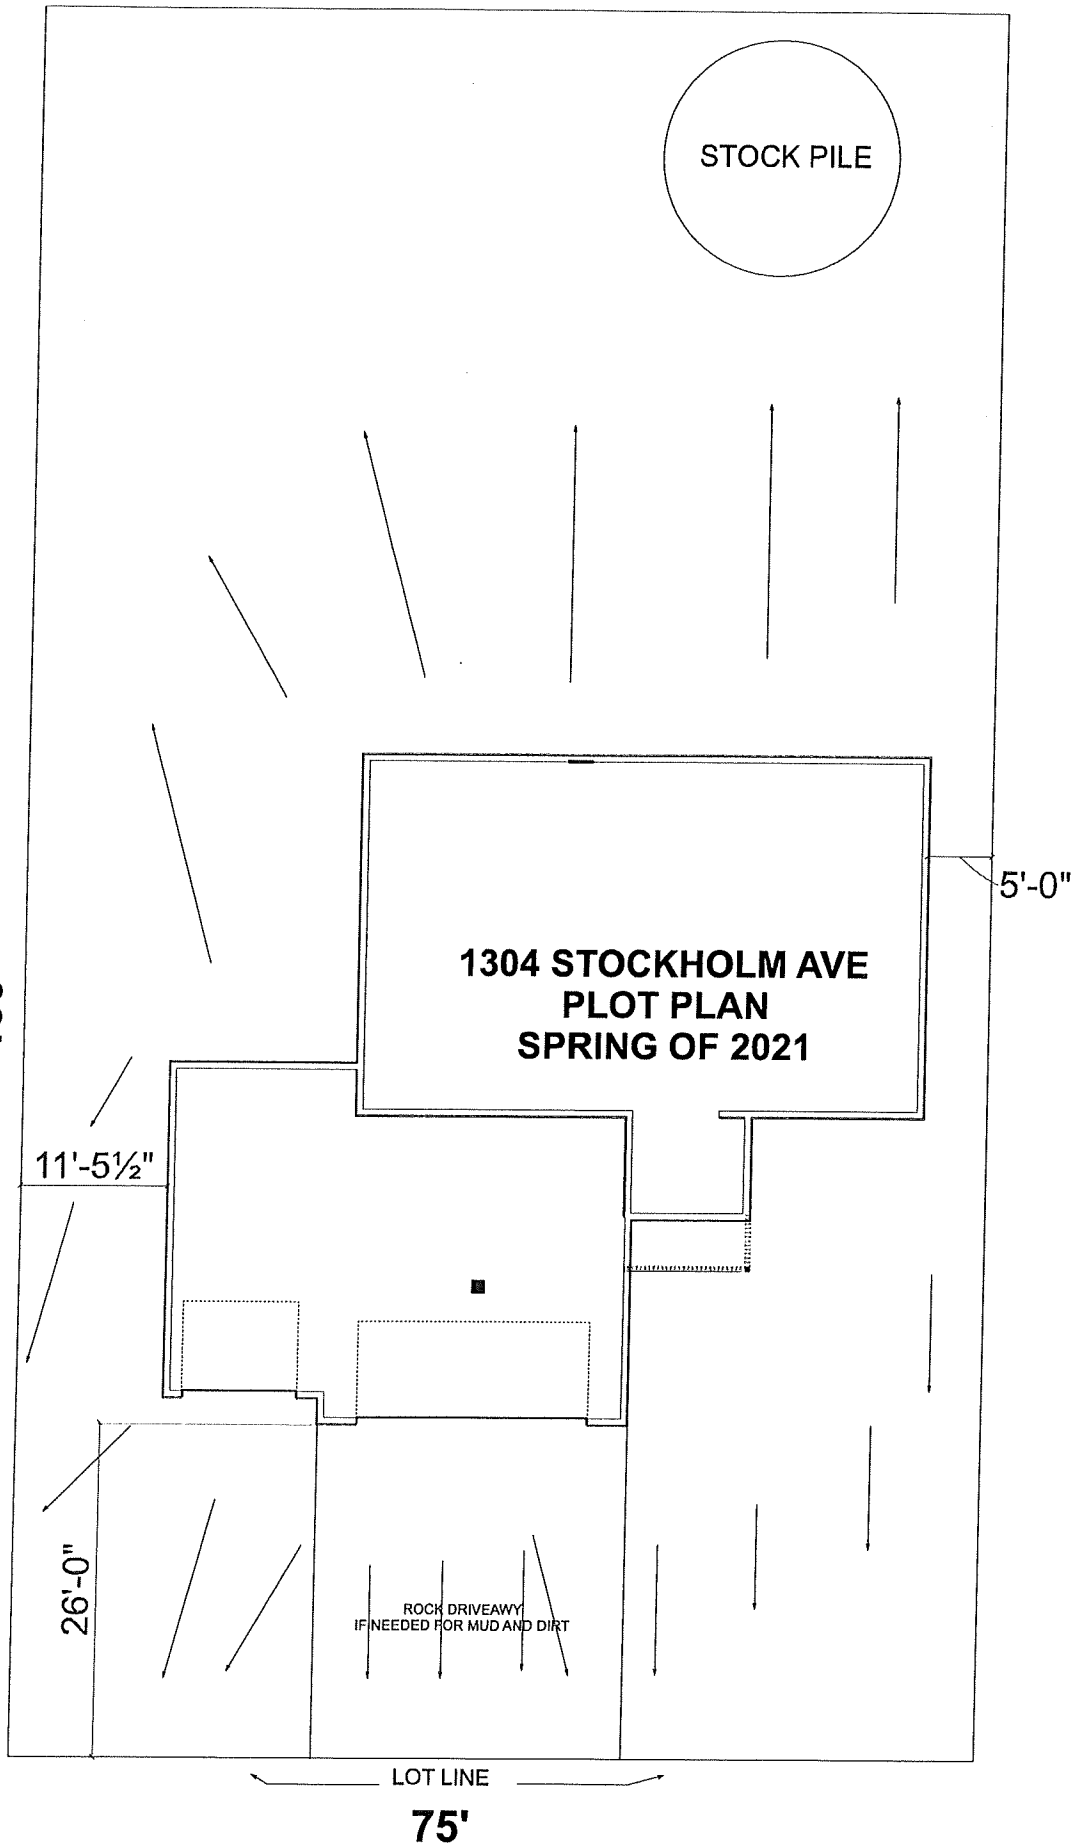 STOCK PILE
5'-0"
1304 STOCKHOLM AVE
PLOT PLAN
SPRING OF 2021
11'-5½"
26'-0"
ROCK DRIVEAWY
IF NEEDED FOR MUD AND DIRT
LOT LINE
75'